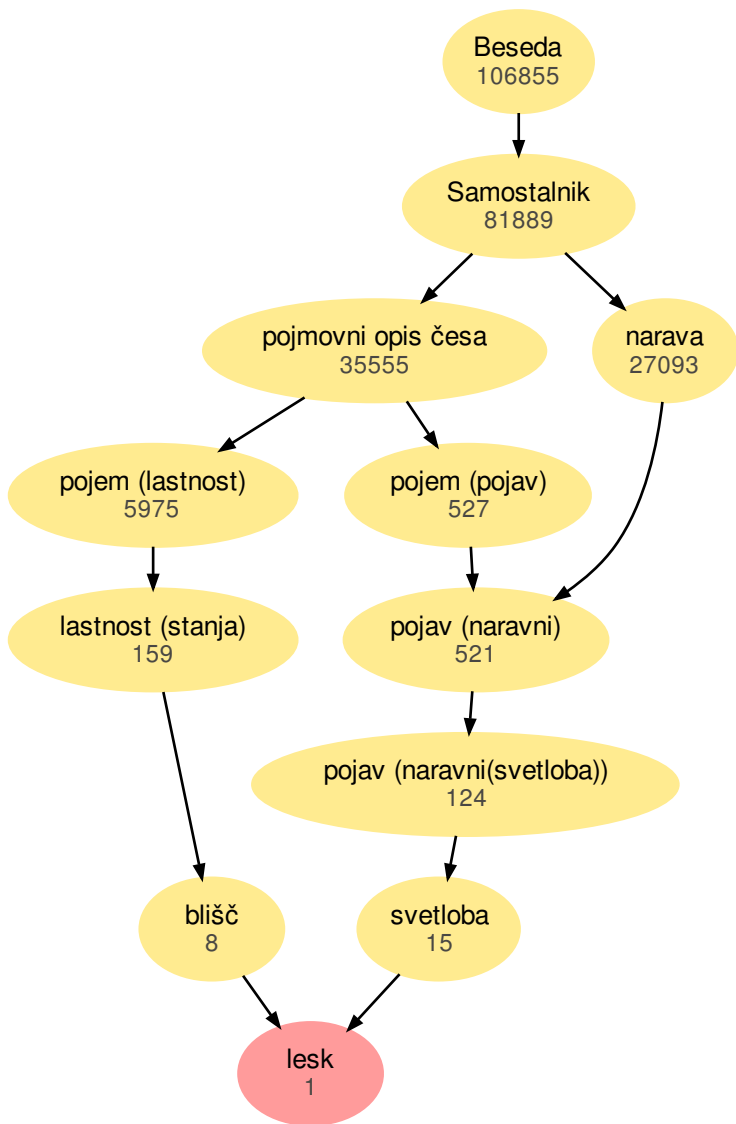 Beseda
106855
Samostalnik
81889
pojmovni opis česa
35555
narava
27093
pojem (lastnost)
5975
pojem (pojav)
527
lastnost (stanja)
159
pojav (naravni)
521
pojav (naravni(svetloba))
124
blišč
8
svetloba
15
lesk
1